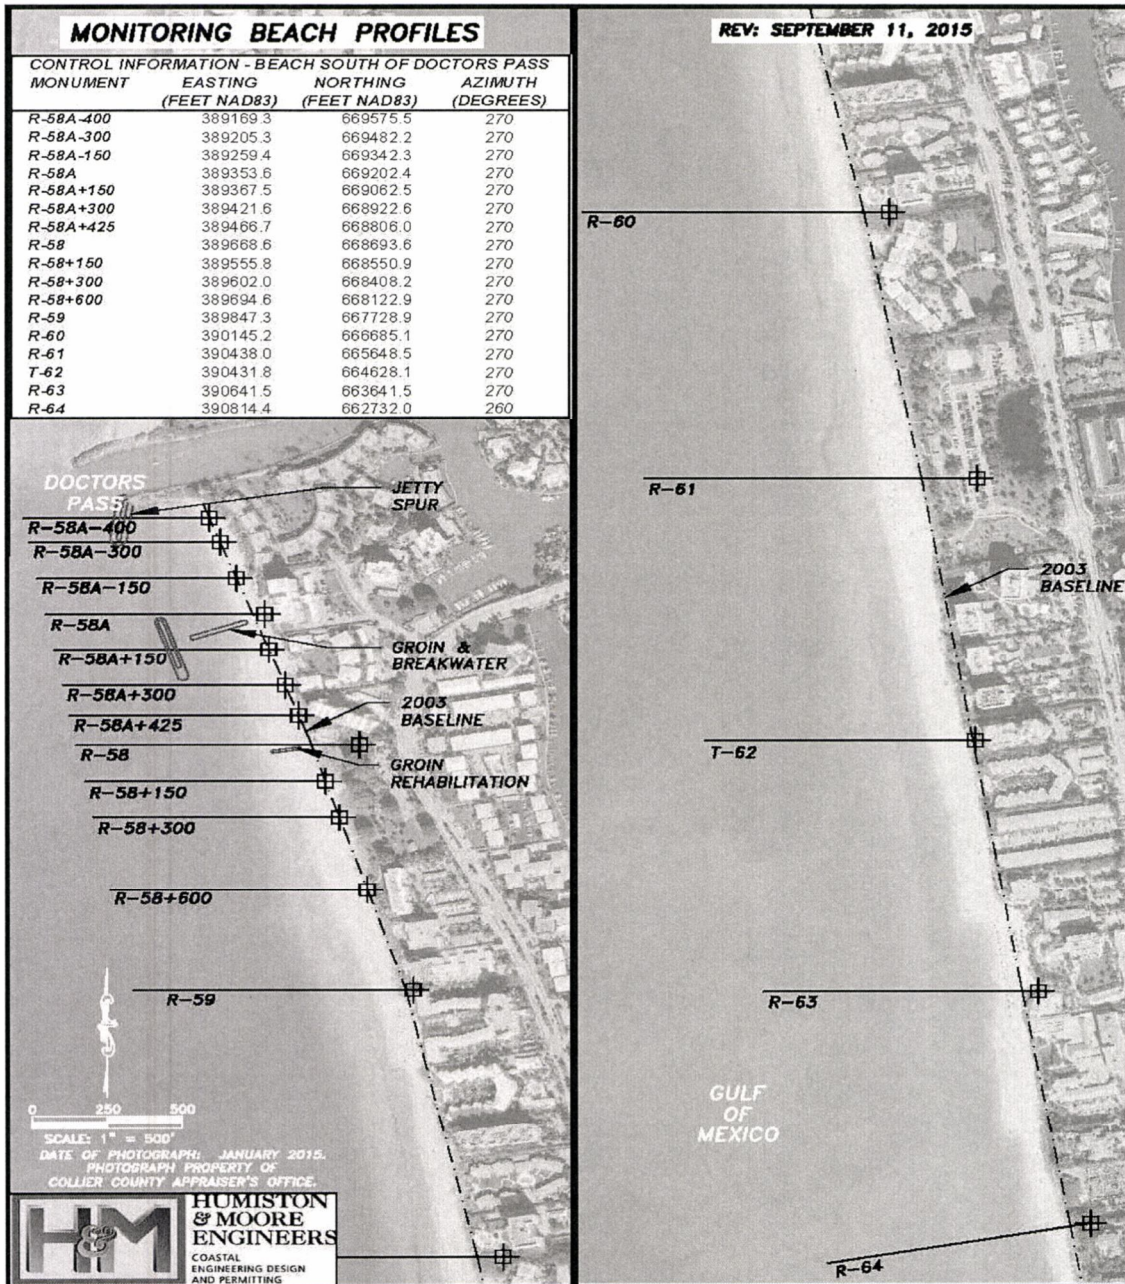 MONITORING BEACH PROFILES
CONTROL INFORMATION - BEACH SOUTH OF DOCTORS PASS
MONUMENT EASTING NORTHING AZIMUTH
(FEET NAD83) (FEET NAD83) (DEGREES)
R-58A-400 389169.3 669575.5 270
R-58A-300 389205.3 669482.2 270
R-58A-150 389259.4 669342.3 270
R-58A 389353.6 669202.4 270
R-58A+150 389367.5 669062.5 270
R-58A+300 389421.6 668922.6 270
R-58A+425 389466.7 668806.0 270
R-58 389668.6 668693.6 270
R-58+150 389555.8 668550.9 270
R-58+300 389602.0 668408.2 270
R-58+600 389694.6 668122.9 270
R-59 389847.3 667728.9 270
R-60 390145.2 666685.1 270
R-61 390438.0 665648.5 270
T-62 390431.8 664628.1 270
R-63 390641.5 663641.5 270
R-64 390814.4 662732.0 260
DOCTORS
PASS
JETTY
SPUR
R-58A-400
R-58A-300
R-58A-150
R-58A
GROIN &
BREAKWATER
R-58A+150
R-58A+300
2003
BASELINE
R-58A+425
R-58
GROIN
REHABILITATION
R-58+150
R-58+300
R-58+600
R-59
0 250 500
SCALE: 1" = 500'
DATE OF PHOTOGRAPH: JANUARY 2015.
PHOTOGRAPH PROPERTY OF
COLLIER COUNTY APPRAISER'S OFFICE.
H&M
HUMISTON
& MOORE
ENGINEERS
COASTAL
ENGINEERING DESIGN
AND PERMITTING
REV: SEPTEMBER 11, 2015
R-60
R-61
2003
BASELINE
T-62
R-63
GULF
OF
MEXICO
R-64